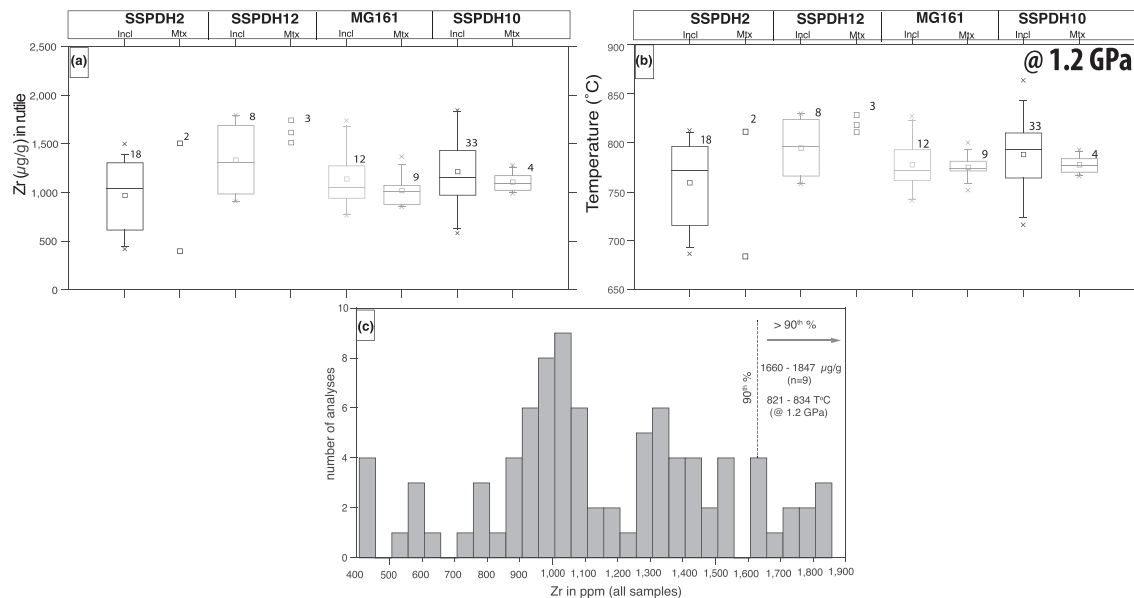 SSPDH2 SSPDH12 MG161 SSPDH10
Incl Mtx Incl Mtx Incl Mtx Incl Mtx
(a)
Zr (µg/g) in rutile
2,500
2,000
1,500
1,000
500
0
18 2 8 3 12 9 33 4
SSPDH2 SSPDH12 MG161 SSPDH10
Incl Mtx Incl Mtx Incl Mtx Incl Mtx
(b)
@ 1.2 GPa
Temperature (˚C)
900
850
800
750
700
650
18 2 8 3 12 9 33 4
(c)
number of analyses
10
8
6
4
2
0
90th %
> 90th %
1660 - 1847 µg/g
(n=9)
821 - 834 TºC
(@ 1.2 GPa)
400 500 600 700 800 900 1,000 1,100 1,200 1,300 1,400 1,500 1,600 1,700 1,800 1,900
Zr in ppm (all samples)